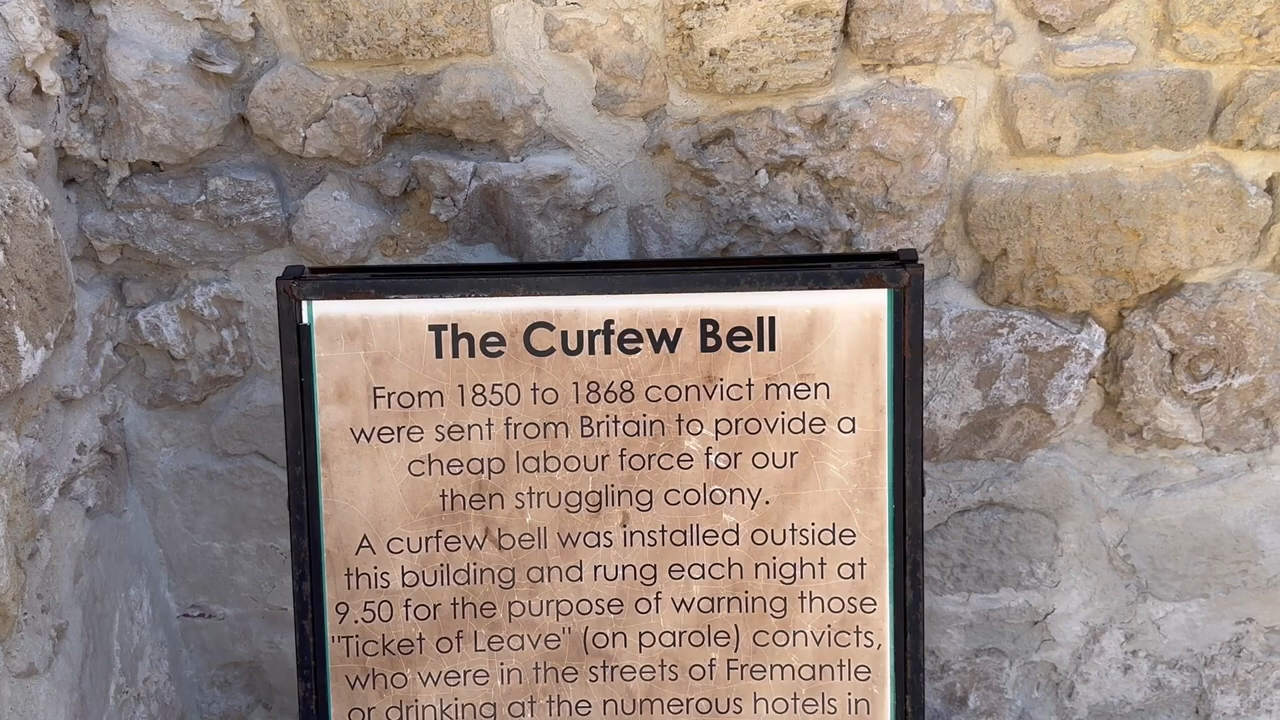 The Curfew Bell
From 1850 to 1868 convict men
were sent from Britain to provide a
cheap labour force for our
then struggling colony.
A curfew bell was installed outside
this building and rung each night at
9.50 for the purpose of warning those
"Ticket of Leave" (on parole) convicts,
who were in the streets of Fremantle
or drinking at the numerous hotels in